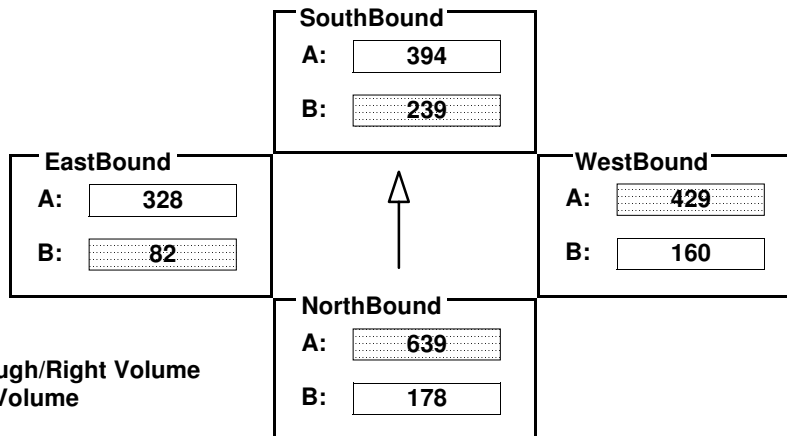 SouthBound
A: 394
B: 239
EastBound
A: 328
B: 82
WestBound
A: 429
B: 160
NorthBound
A: 639
B: 178
ugh/Right Volume
Volume